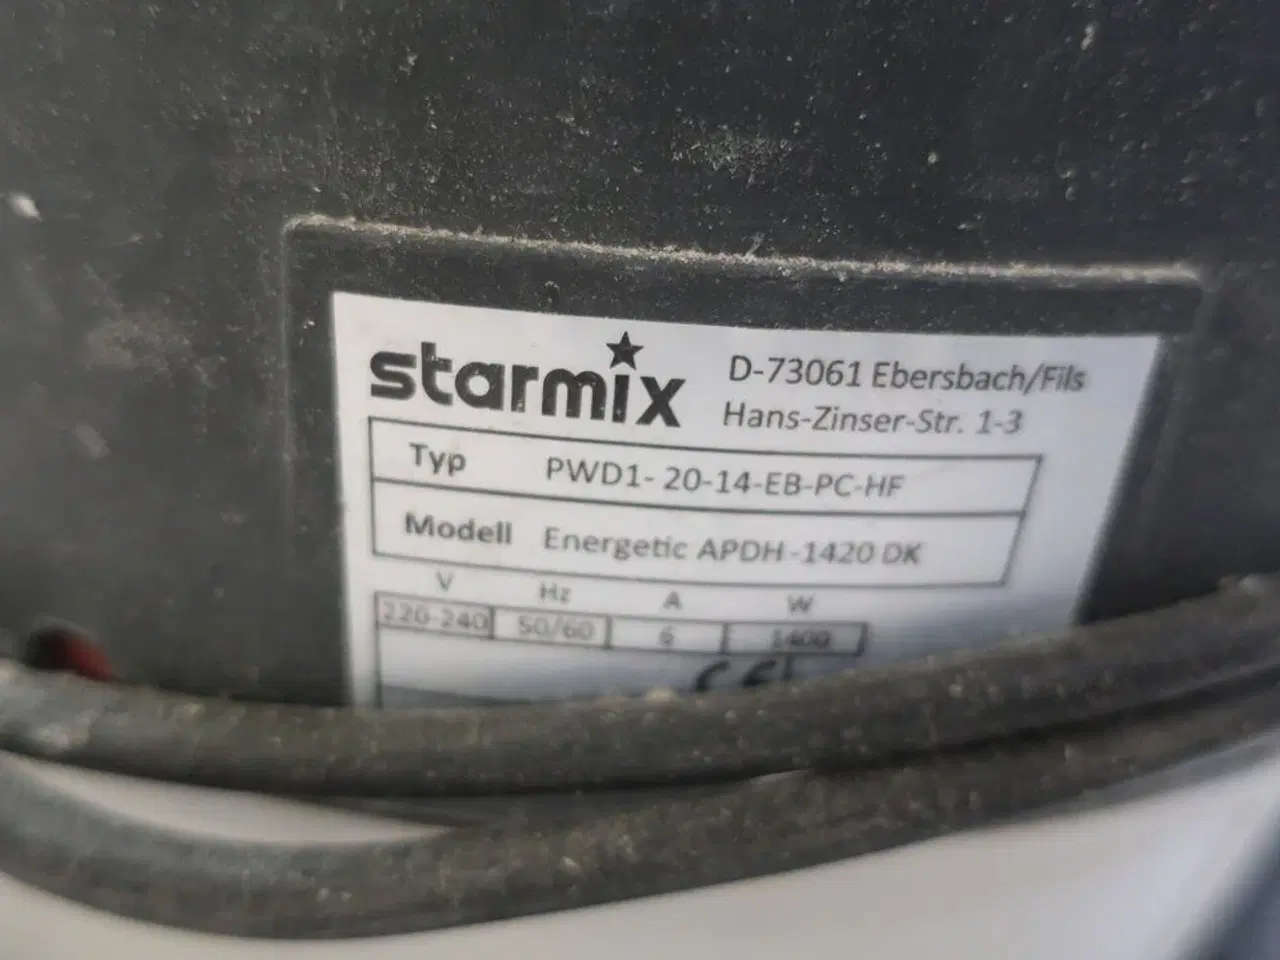 starmix
D-73061 Ebersbach/Fils
Hans-Zinser-Str. 1-3
Typ PWD1- 20-14-EB-PC-HF
Modell Energetic APDH -1420 DK
V Hz A W
220-240 50/60 6 1400
CE